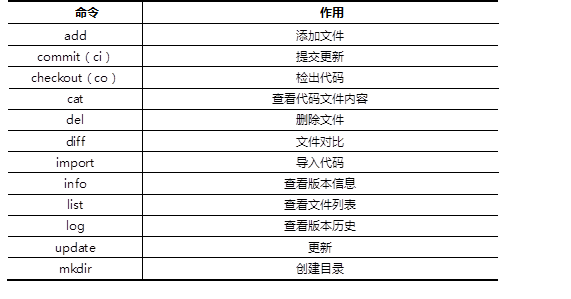 命令 作用
add 添加文件
commit（ci） 提交更新
checkout（co） 检出代码
cat 查看代码文件内容
del 删除文件
diff 文件对比
import 导入代码
info 查看版本信息
list 查看文件列表
log 查看版本历史
update 更新
mkdir 创建目录